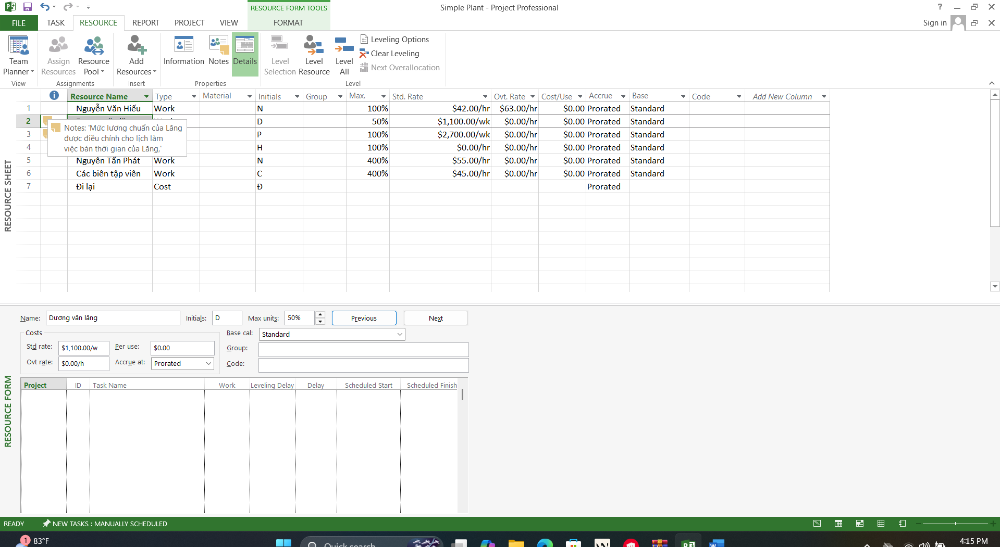 RESOURCE FORM TOOLS
Simple Plant - Project Professional
FILE TASK RESOURCE REPORT PROJECT VIEW FORMAT Sign in
Team Planner
Assign Resources
Resource Pool
Add Resources
Information
Notes
Details
Level Selection
Level Resource
Level All
Leveling Options
Clear Leveling
Next Overallocation
View Assignments Insert Properties Level
Resource Name Type Material Initials Group Max. Std. Rate Ovt. Rate Cost/Use Accrue Base Code Add New Column
1 Nguyễn Văn Hiếu Work N 100% $42.00/hr $63.00/hr $0.00 Prorated Standard
2 D 50% $1,100.00/wk $0.00/hr $0.00 Prorated Standard
Notes: 'Mức lương chuẩn của Lăng
được điều chỉnh cho lịch làm
việc bán thời gian của Lăng,'
3 P 100% $2,700.00/wk $0.00/hr $0.00 Prorated Standard
4 H 100% $0.00/hr $0.00/hr $0.00 Prorated Standard
5 Nguyên Tấn Phát Work N 400% $55.00/hr $0.00/hr $0.00 Prorated Standard
6 Các biên tập viên Work C 400% $45.00/hr $0.00/hr $0.00 Prorated Standard
7 Đi lại Cost Đ Prorated
RESOURCE SHEET
Name: Dương văn lăng Initials: D Max units: 50% Previous Next
Costs Base cal: Standard
Std rate: $1,100.00/w Per use: $0.00 Group:
Ovt rate: $0.00/h Accrue at: Prorated Code:
Project ID Task Name Work Leveling Delay Delay Scheduled Start Scheduled Finish
RESOURCE FORM
READY NEW TASKS : MANUALLY SCHEDULED
1 83°F Quick search 4:15 PM